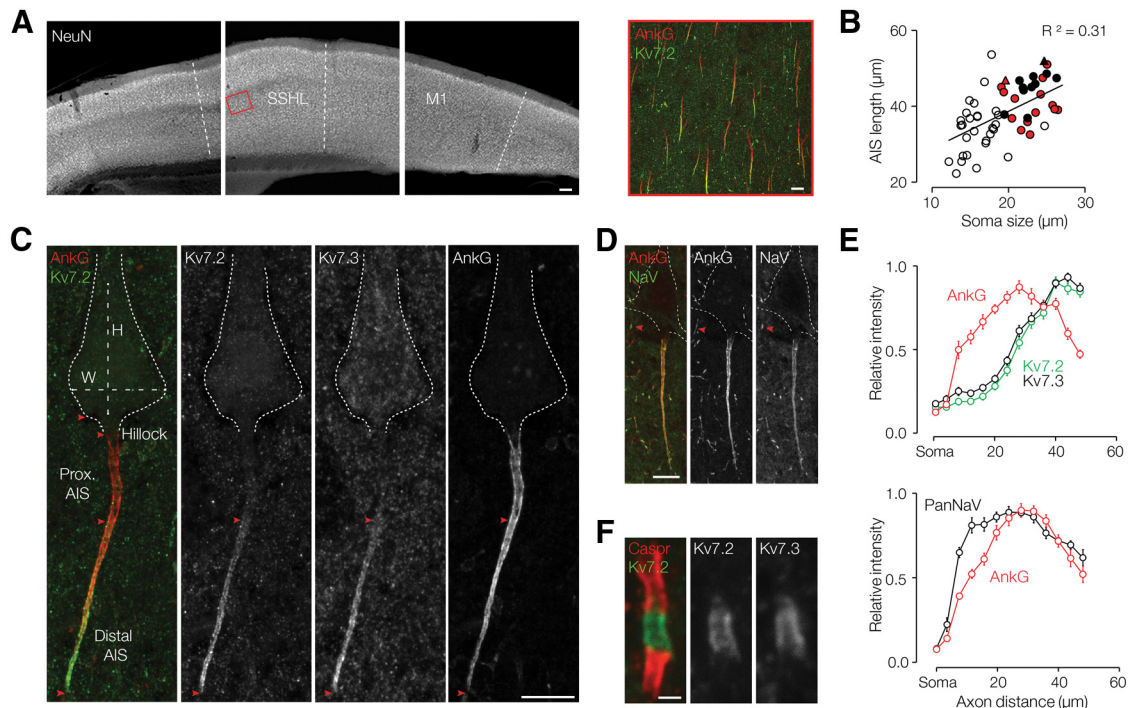 A
NeuN
SSHL
M1
AnkG
Kv7.2
B
R² = 0.31
AIS length (µm)
60
40
20
10
20
30
Soma size (µm)
C
AnkG
Kv7.2
H
W
Hillock
Prox.
AIS
Distal
AIS
Kv7.2
Kv7.3
AnkG
D
AnkG
NaV
AnkG
NaV
E
Relative intensity
1.0
0.5
0.0
AnkG
Kv7.2
Kv7.3
Soma
20
40
60
F
Caspr
Kv7.2
Kv7.2
Kv7.3
Relative intensity
1.0
0.5
0.0
PanNaV
AnkG
Soma
20
40
60
Axon distance (µm)